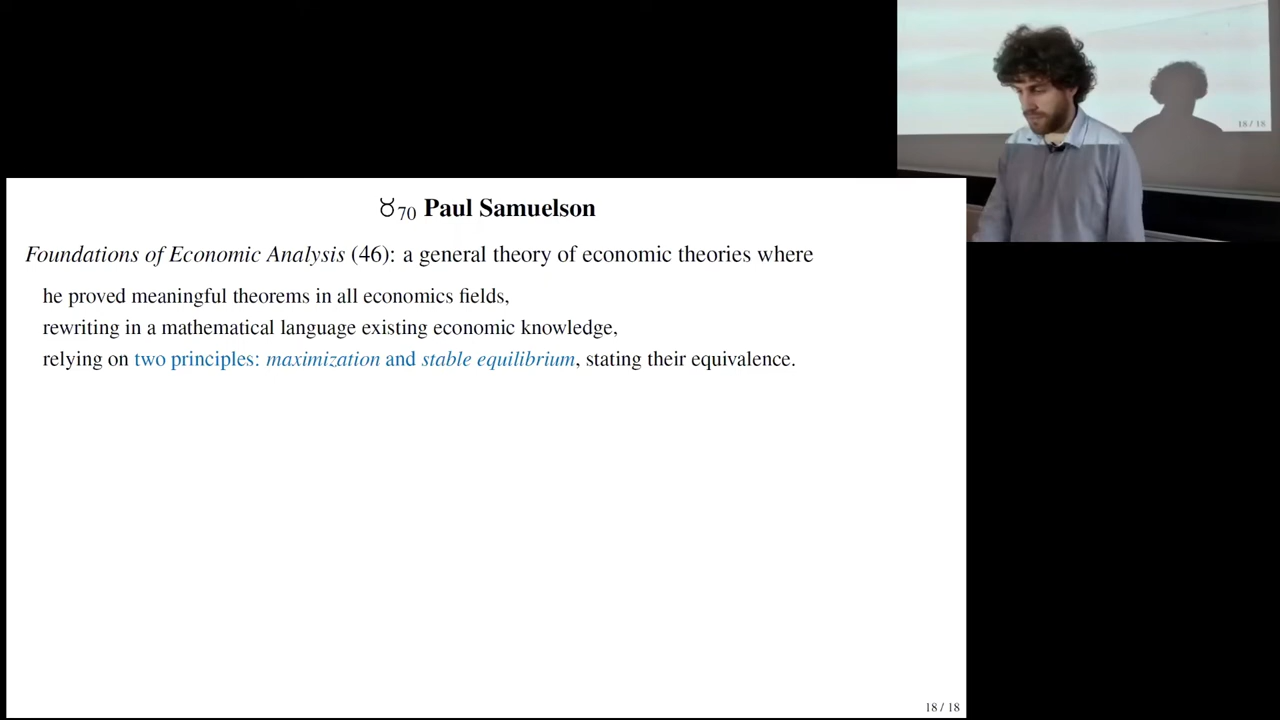 18 / 18
♉70 Paul Samuelson
Foundations of Economic Analysis (46): a general theory of economic theories where
he proved meaningful theorems in all economics fields,
rewriting in a mathematical language existing economic knowledge,
relying on two principles: maximization and stable equilibrium, stating their equivalence.
18 / 18